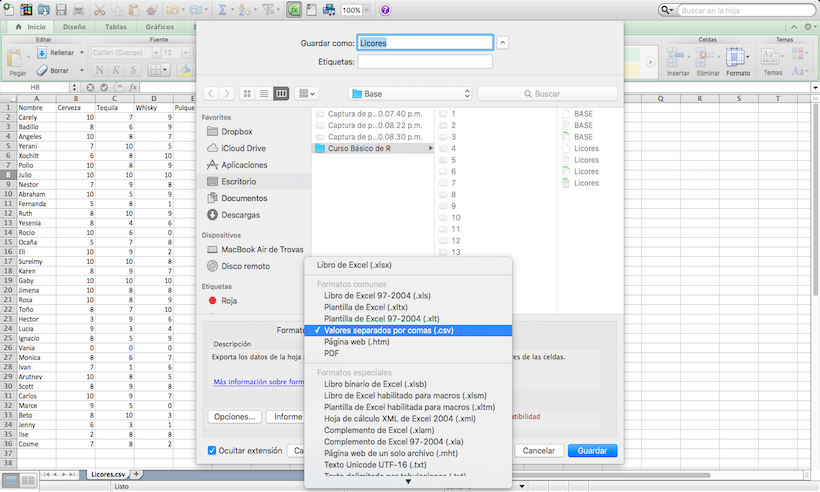 100%
Buscar en la hoja
Inicio Diseño Tablas Gráficos
Fuente Celdas Temas
Rellenar Calibri (Cuerpo) 12
Pegar Borrar N K S
Insertar Eliminar Formato Temas Aa
H8 fx
A B C D E Q R S T
1 Nombre Cerveza Tequila Whisky Pulque
2 Carely 10 7 9
3 Badillo 8 6 9
4 Angeles 10 8 7
5 Yerani 7 10 5
6 Xochilt 6 8 10
7 Pollo 10 8 9
8 Julio 10 10 10
9 Nestor 7 9 8
10 Abraham 10 5 9
11 Fernanda 5 8 1
12 Ruth 8 10 9
13 Yesenia 8 4 6
14 Rocio 10 6 0
15 Ocaña 5 7 8
16 Eli 10 9 2
17 Sureimy 10 10 8
18 Karen 8 9 7
19 Gaby 10 10 10
20 Jimena 10 8 8
21 Rosa 10 8 9
22 Toño 8 7 10
23 Hector 3 9 6
24 Lucia 9 3 4
25 Ignacio 8 5 9
26 Vania 0 0 0
27 Monica 8 6 7
28 Ivan 7 1 6
29 Arutnev 10 8 5
30 Scott 8 9 8
31 Carlos 10 9 7
32 Marce 9 5 0
33 Beto 8 10 3
34 Jenny 6 3 1
35 Ilse 2 8 8
36 Cosme 7 8 2
37
38
Licores.csv
Listo
Guardar como: Licores
Etiquetas:
Base
Buscar
Favoritos
Dropbox
iCloud Drive
Aplicaciones
Escritorio
Documentos
Descargas
Dispositivos
MacBook Air de Trovas
Disco remoto
Etiquetas
Roja
Captura de p...0.07.40 p.m.
Captura de p...0.08.22 p.m.
Captura de p...0.08.30 p.m.
Curso Básico de R
1
2
3
4
5
6
7
8
9
10
11
12
13
BASE
BASE
BASE
Licores
Licores
Licores
Licores
Formato
Descripción
Exporta los datos de la hoja
res de las celdas.
Más información sobre form
Opciones... Informe
Ocultar extensión
Cancelar Guardar
Libro de Excel (.xlsx)
Formatos comunes
Libro de Excel 97-2004 (.xls)
Plantilla de Excel (.xltx)
Plantilla de Excel 97-2004 (.xlt)
✓ Valores separados por comas (.csv)
Página web (.htm)
PDF
Formatos especiales
Libro binario de Excel (.xlsb)
Libro de Excel habilitado para macros (.xlsm)
Plantilla de Excel habilitada para macros (.xltm)
Hoja de cálculo XML de Excel 2004 (.xml)
Complemento de Excel (.xlam)
Complemento de Excel 97-2004 (.xla)
Página web de un solo archivo (.mht)
Texto Unicode UTF-16 (.txt)
Texto delimitado por tabulaciones (.txt)